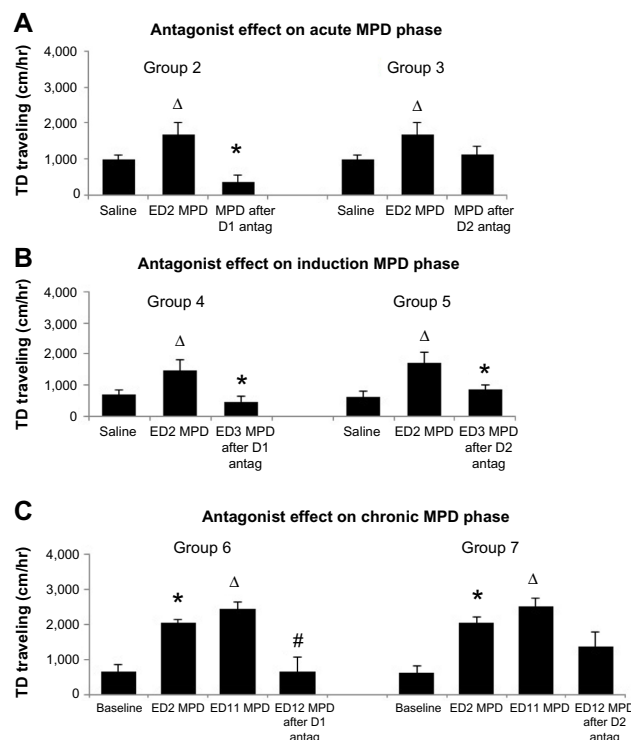 A
Antagonist effect on acute MPD phase
TD traveling (cm/hr)
4,000
3,000
2,000
1,000
0
Group 2
Group 3
Δ
*
Δ
Saline
ED2 MPD
MPD after
D1 antag
Saline
ED2 MPD
MPD after
D2 antag
B
Antagonist effect on induction MPD phase
TD traveling (cm/hr)
4,000
3,000
2,000
1,000
0
Group 4
Group 5
Δ
*
Δ
*
Saline
ED2 MPD
ED3 MPD
after D1
antag
Saline
ED2 MPD
ED3 MPD
after D2
antag
C
Antagonist effect on chronic MPD phase
TD traveling (cm/hr)
4,000
3,000
2,000
1,000
0
Group 6
Group 7
*
Δ
#
*
Δ
Baseline
ED2 MPD
ED11 MPD
ED12 MPD
after D1
antag
Baseline
ED2 MPD
ED11 MPD
ED12 MPD
after D2
antag